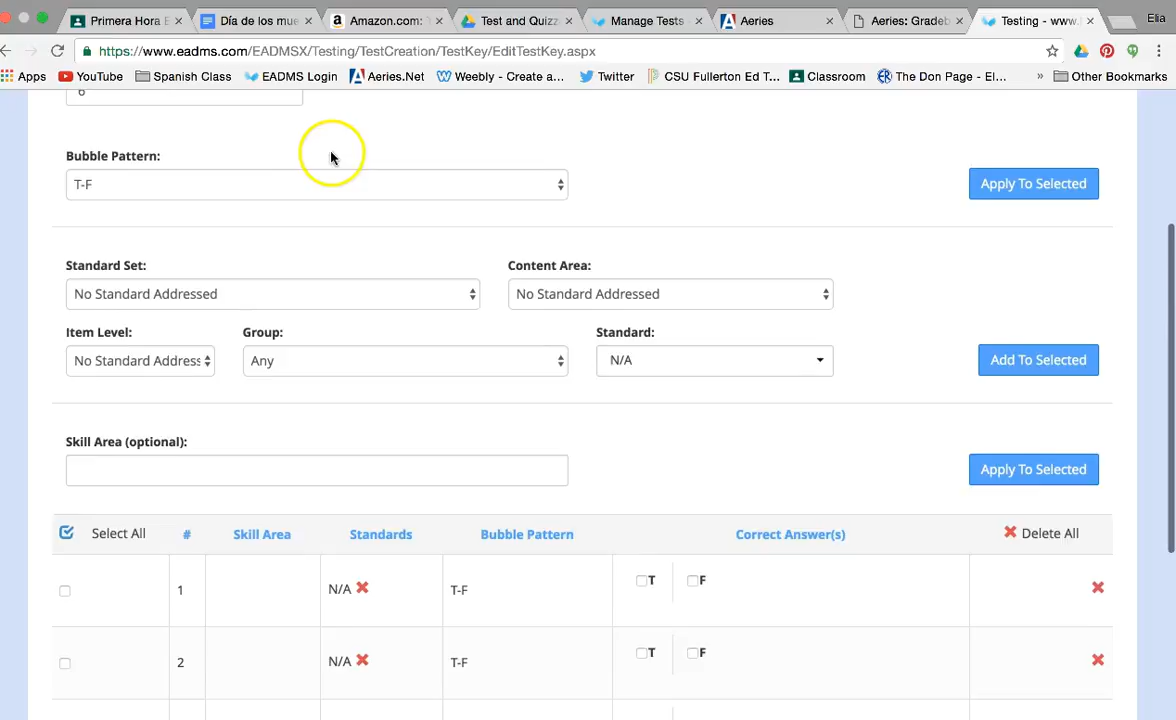 Primera Hora E
Día de los mue
Amazon.com: T
Test and Quizz
Manage Tests -
Aeries
Aeries: Gradeb
Testing - www.
Elia
https://www.eadms.com/EADMSX/Testing/TestCreation/TestKey/EditTestKey.aspx
Apps YouTube Spanish Class EADMS Login Aeries.Net Weebly - Create a... Twitter CSU Fullerton Ed T... Classroom The Don Page - El... » Other Bookmarks
6
Bubble Pattern:
T-F
Apply To Selected
Standard Set: Content Area:
No Standard Addressed No Standard Addressed
Item Level: Group: Standard:
No Standard Address Any N/A Add To Selected
Skill Area (optional):
Apply To Selected
Select All # Skill Area Standards Bubble Pattern Correct Answer(s) Delete All
1 N/A T-F T F
2 N/A T-F T F